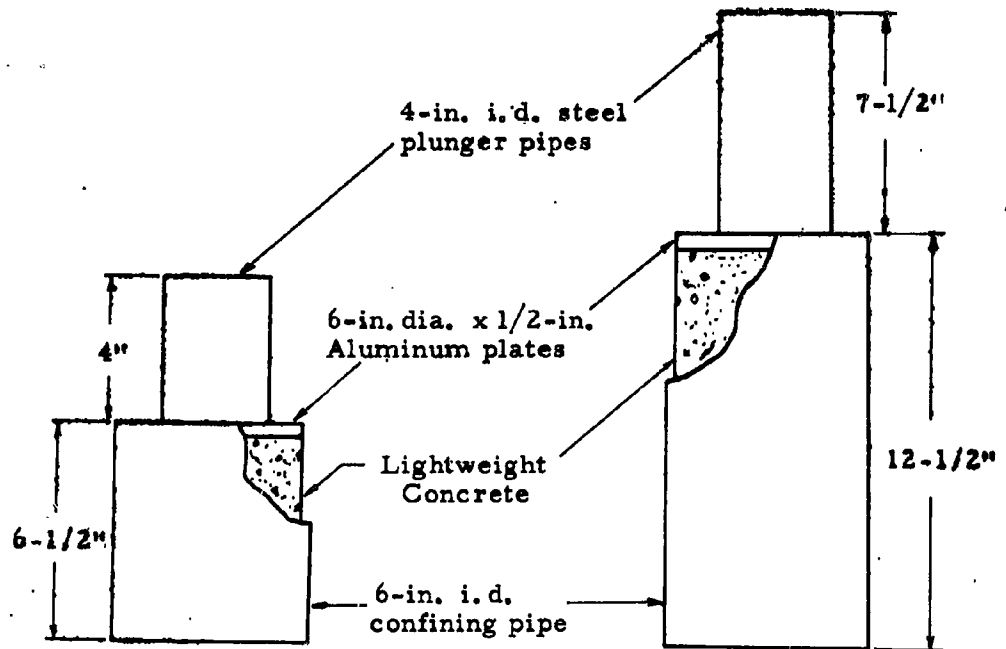 7-1/2"
4-in. i.d. steel
plunger pipes
6-in. dia. x 1/2-in.
Aluminum plates
4"
Lightweight
Concrete
12-1/2"
6-1/2"
6-in. i.d.
confining pipe